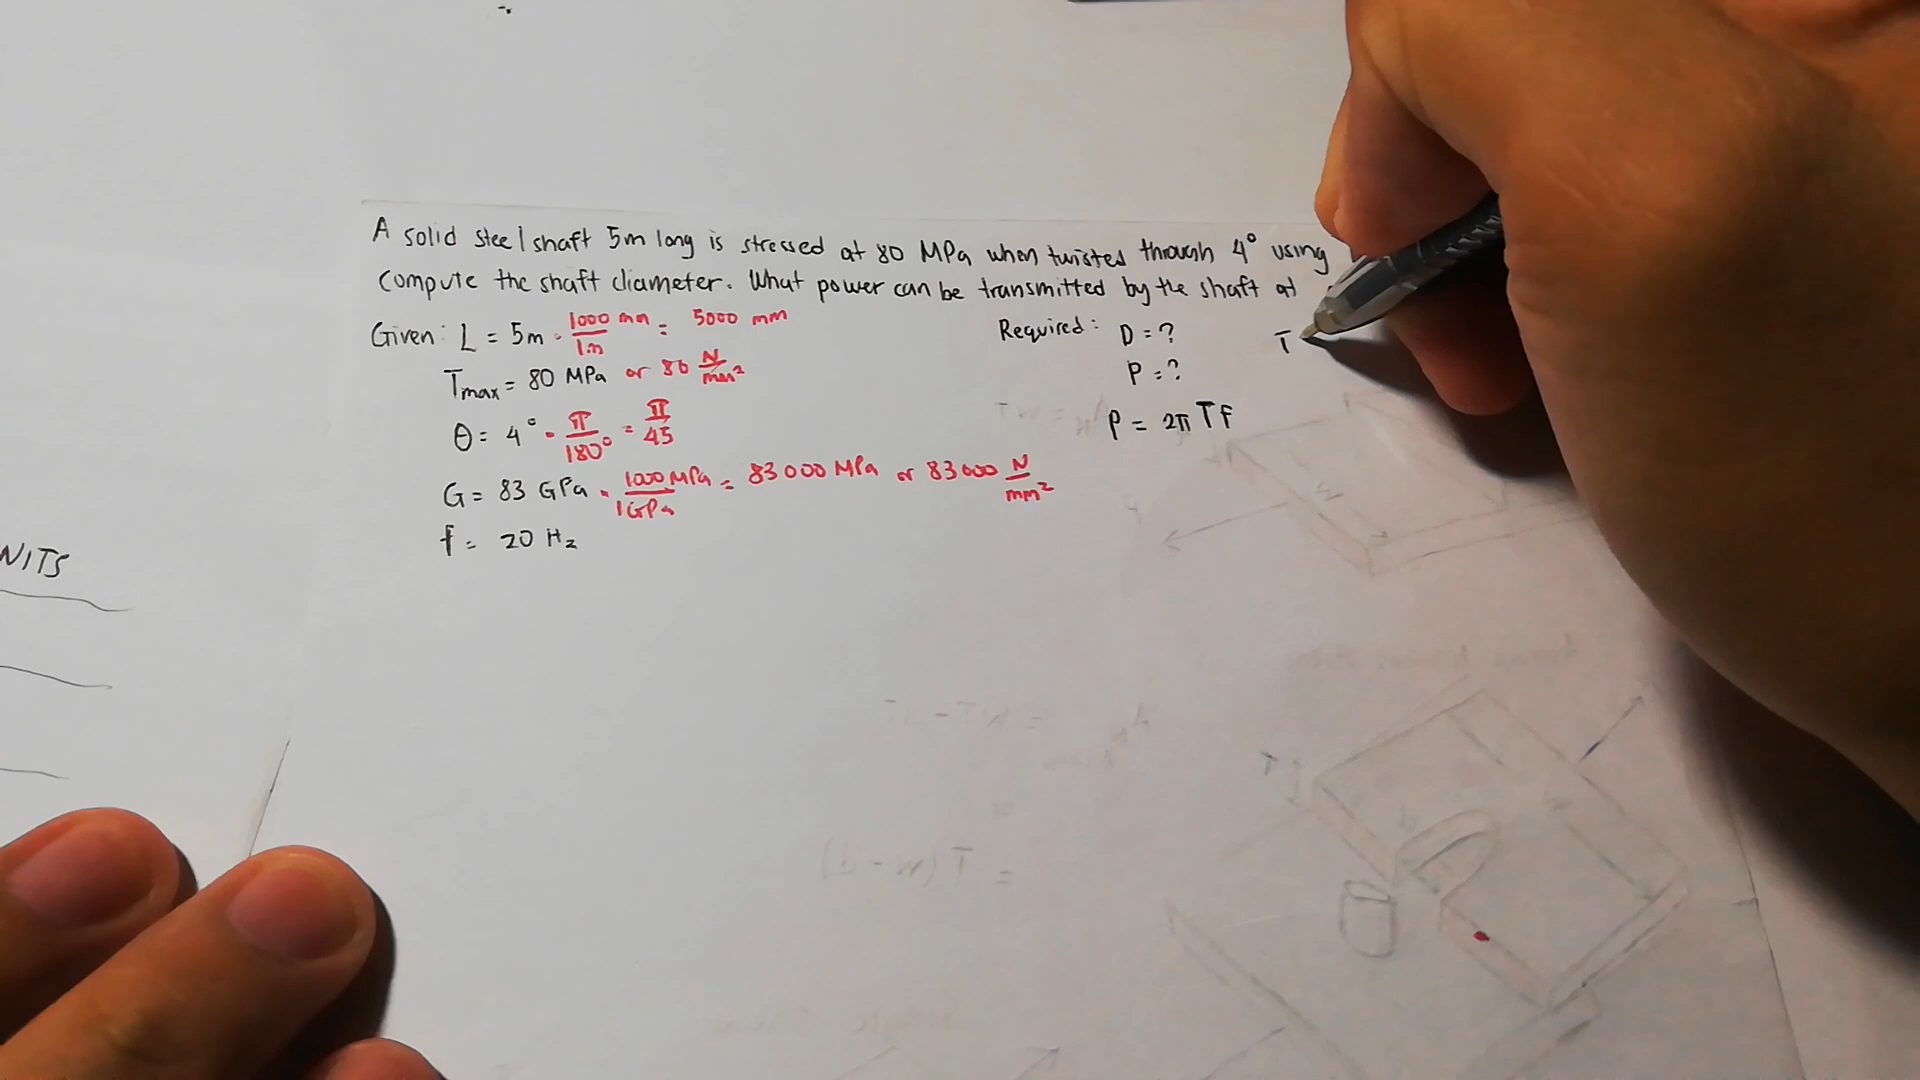 A solid steel shaft 5m long is stressed at 80 MPa when twisted through 4° using
compute the shaft diameter. What power can be transmitted by the shaft at
Given: L = 5m · 1000 mm / 1m = 5000 mm
Tmax = 80 MPa or 80 N/mm²
θ = 4° · π/180° = π/45
G = 83 GPa · 1000 MPa / 1 GPa = 83 000 MPa or 83 000 N/mm²
f = 20 Hz
Required: D = ?
P = ?
P = 2π T f
T
NITS